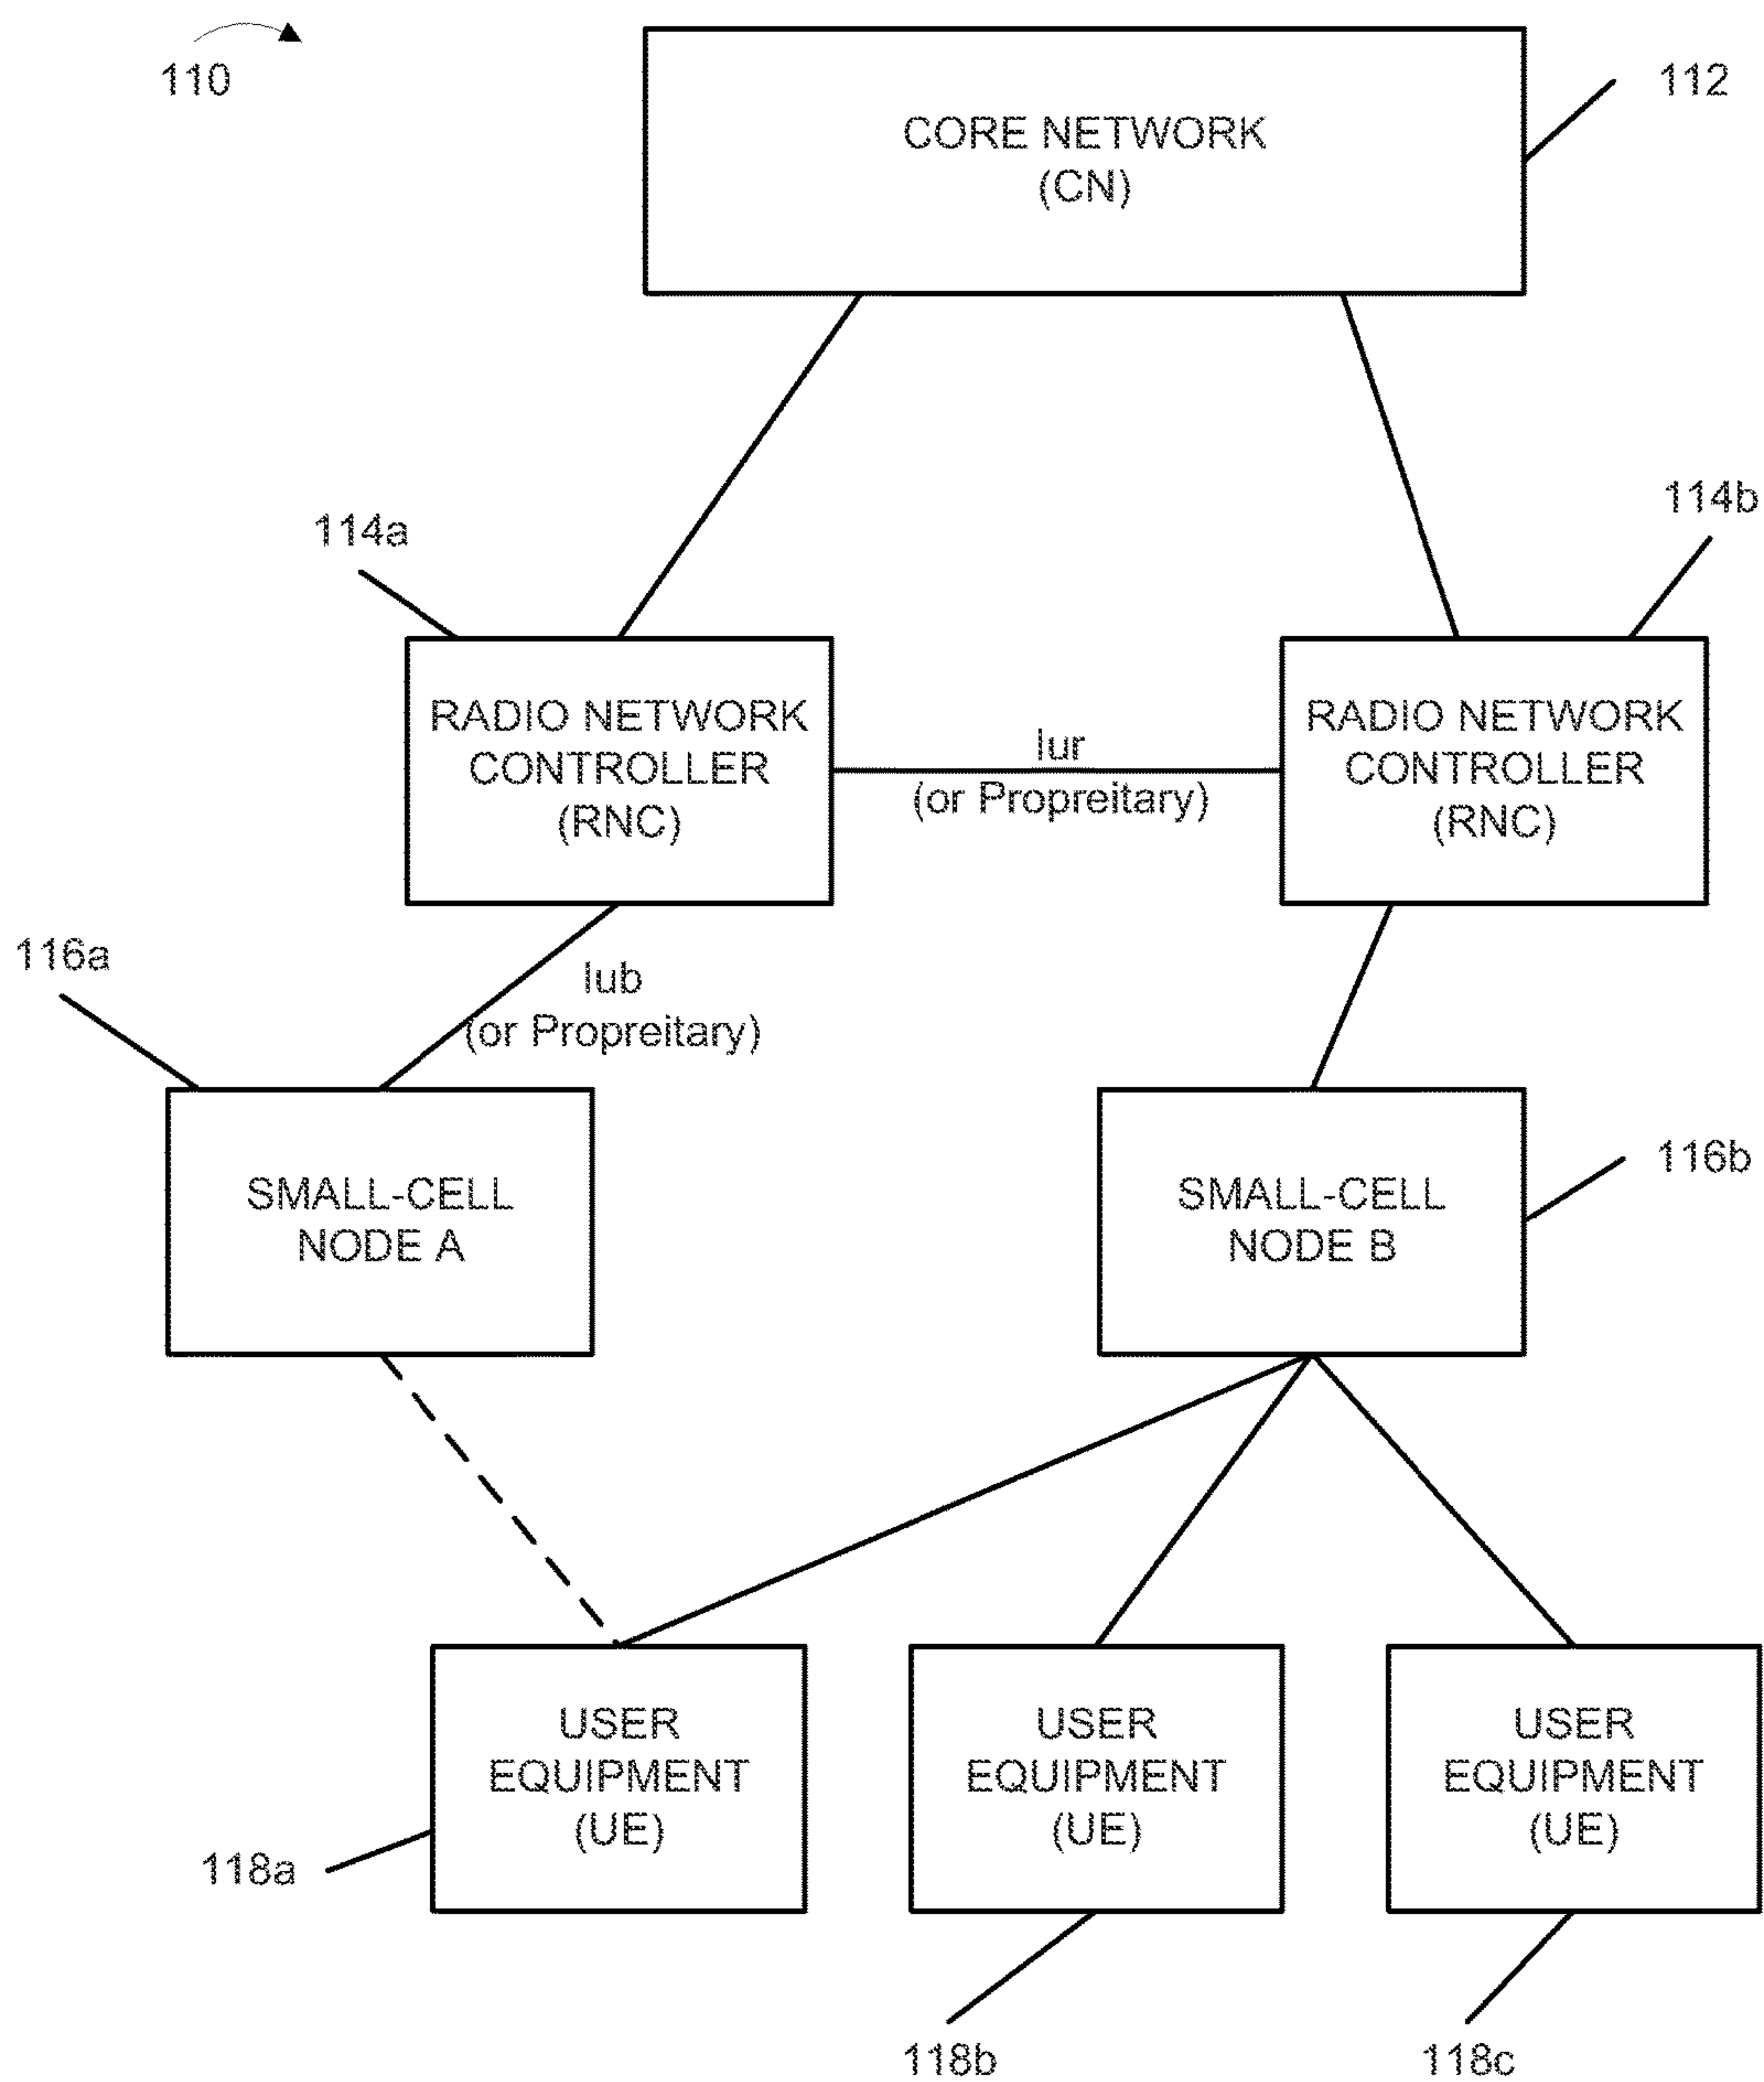 110
CORE NETWORK
(CN)
112
114a
114b
RADIO NETWORK
CONTROLLER
(RNC)
Iur
(or Propreitary)
RADIO NETWORK
CONTROLLER
(RNC)
116a
Iub
(or Propreitary)
SMALL-CELL
NODE A
SMALL-CELL
NODE B
116b
USER
EQUIPMENT
(UE)
USER
EQUIPMENT
(UE)
USER
EQUIPMENT
(UE)
118a
118b
118c